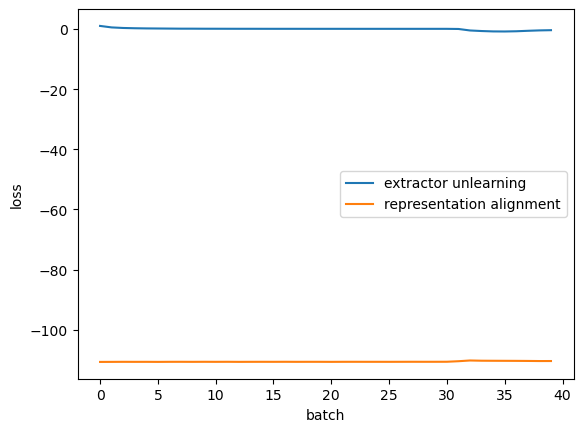 0
−20
−40
−60
−80
−100
loss
extractor unlearning
representation alignment
0 5 10 15 20 25 30 35 40
batch